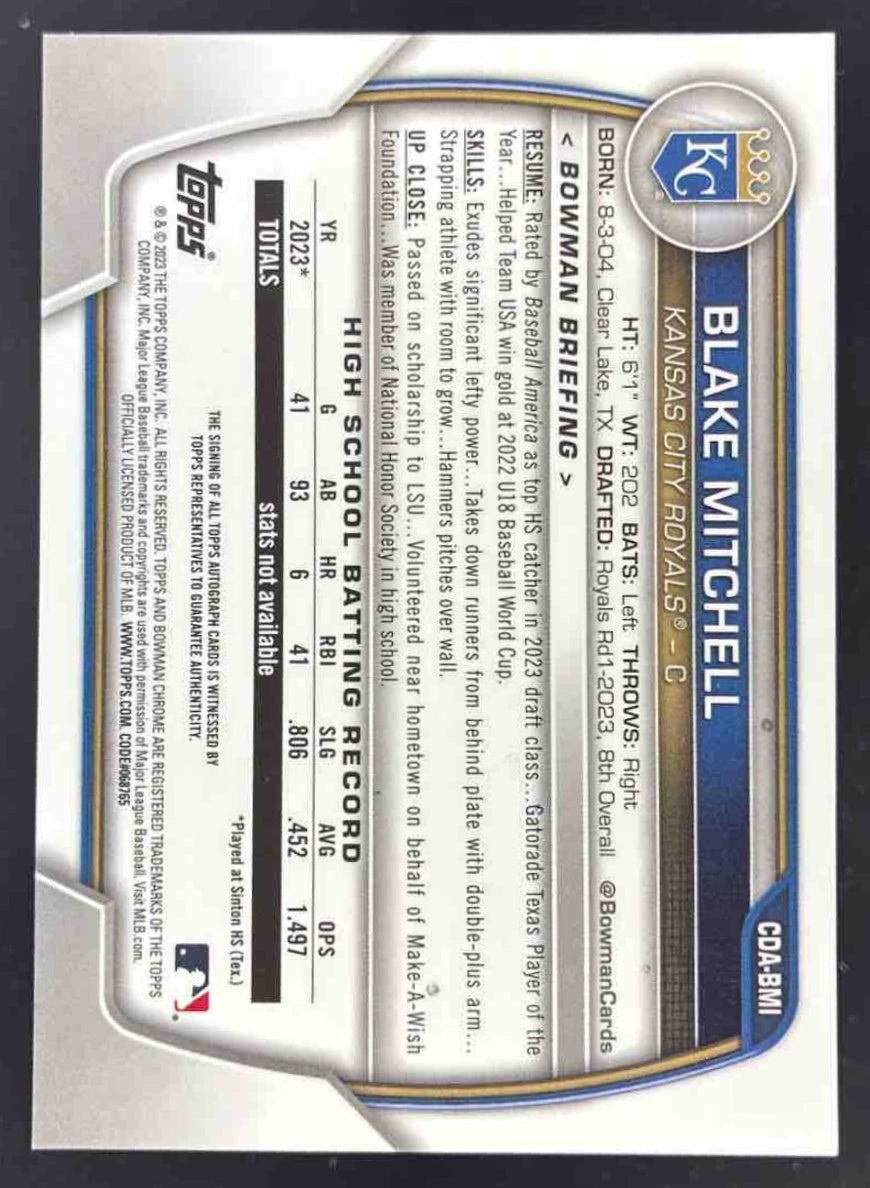 CDA-BMI
KC
®
BLAKE MITCHELL
KANSAS CITY ROYALS® - C
HT: 6'1" WT: 202 BATS: Left THROWS: Right
BORN: 8-3-04, Clear Lake, TX DRAFTED: Royals Rd1-2023, 8th Overall @BowmanCards
< BOWMAN BRIEFING >
RESUME: Rated by Baseball America as top HS catcher in 2023 draft class...Gatorade Texas Player of the
Year...Helped Team USA win gold at 2022 U18 Baseball World Cup.
SKILLS: Exudes significant lefty power...Takes down runners from behind plate with double-plus arm...
Strapping athlete with room to grow...Hammers pitches over wall.
UP CLOSE: Passed on scholarship to LSU...Volunteered near hometown on behalf of Make-A-Wish
Foundation...Was member of National Honor Society in high school.
HIGH SCHOOL BATTING RECORD
YR G AB HR RBI SLG AVG OPS
2023* 41 93 6 41 .806 .452 1.497
TOTALS stats not available
*Played at Sinton HS (Tex.)
topps®
THE SIGNING OF ALL TOPPS AUTOGRAPH CARDS IS WITNESSED BY
TOPPS REPRESENTATIVES TO GUARANTEE AUTHENTICITY.
® & © 2023 THE TOPPS COMPANY, INC. ALL RIGHTS RESERVED. TOPPS AND BOWMAN CHROME ARE REGISTERED TRADEMARKS OF THE TOPPS
COMPANY, INC. Major League Baseball trademarks and copyrights are used with permission of Major League Baseball. Visit MLB.com.
OFFICIALLY LICENSED PRODUCT OF MLB. WWW.TOPPS.COM. CODE#068765